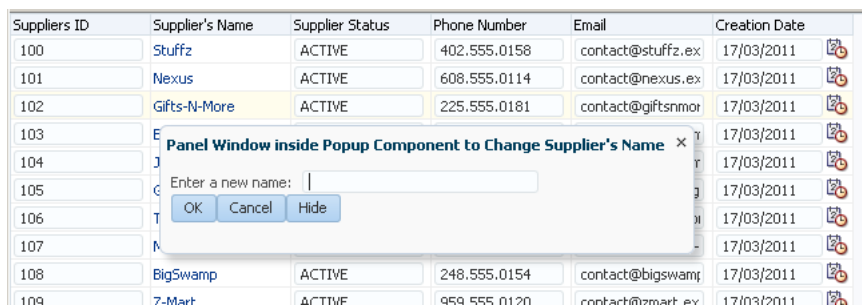 Suppliers ID Supplier's Name Supplier Status Phone Number Email Creation Date
100 Stuffz ACTIVE 402.555.0158 contact@stuffz.ex 17/03/2011
101 Nexus ACTIVE 608.555.0114 contact@nexus.ex 17/03/2011
102 Gifts-N-More ACTIVE 225.555.0181 contact@giftsnmor 17/03/2011
103 17/03/2011
Panel Window inside Popup Component to Change Supplier's Name ×
104 17/03/2011
Enter a new name:
105 17/03/2011
OK Cancel Hide
106 17/03/2011
107 17/03/2011
108 BigSwamp ACTIVE 248.555.0154 contact@bigswamp 17/03/2011
109 7-Mart ACTIVE 959.555.0120 contact@zmart.ex 17/03/2011